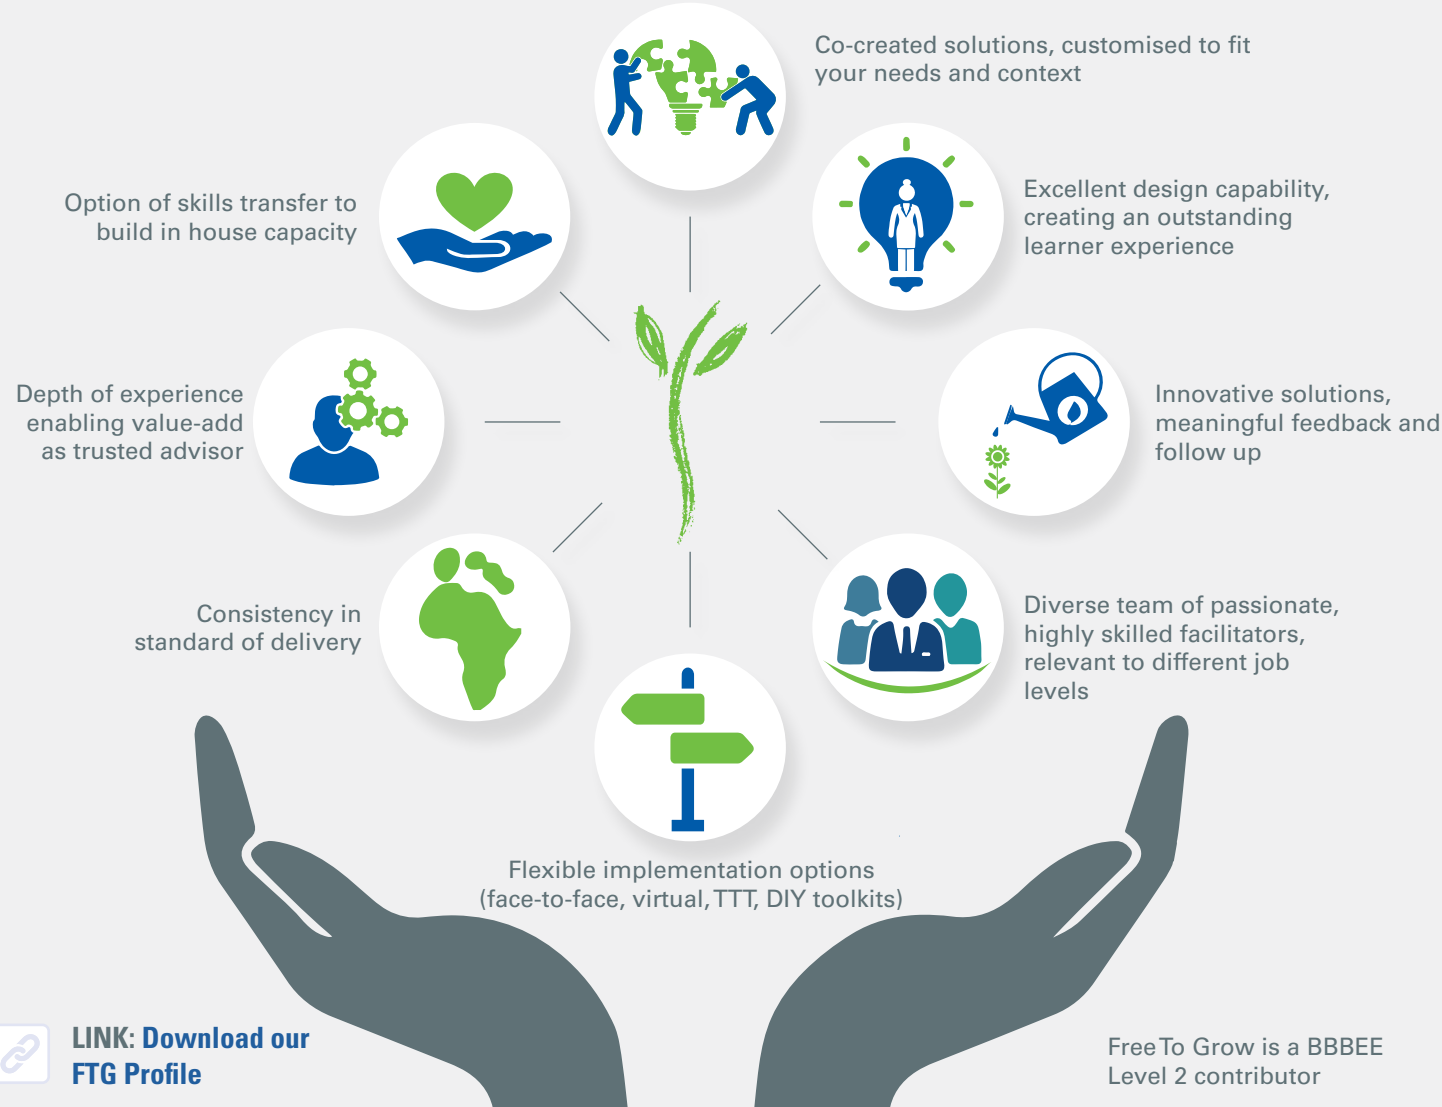 Co-created solutions, customised to fit
your needs and context
Excellent design capability,
creating an outstanding
learner experience
Innovative solutions,
meaningful feedback and
follow up
Diverse team of passionate,
highly skilled facilitators,
relevant to different job
levels
Flexible implementation options
(face-to-face, virtual, TTT, DIY toolkits)
Consistency in
standard of delivery
Depth of experience
enabling value-add
as trusted advisor
Option of skills transfer to
build in house capacity
LINK: Download our
FTG Profile
Free To Grow is a BBBEE
Level 2 contributor